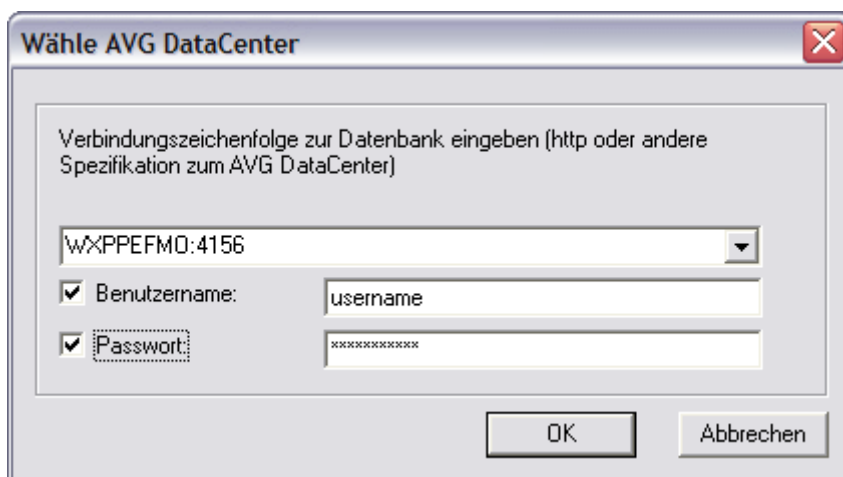 Wähle AVG DataCenter
Verbindungszeichenfolge zur Datenbank eingeben (http oder andere
Spezifikation zum AVG DataCenter)
WXPPEFMO:4156
Benutzername: username
Passwort: ***********
OK Abbrechen